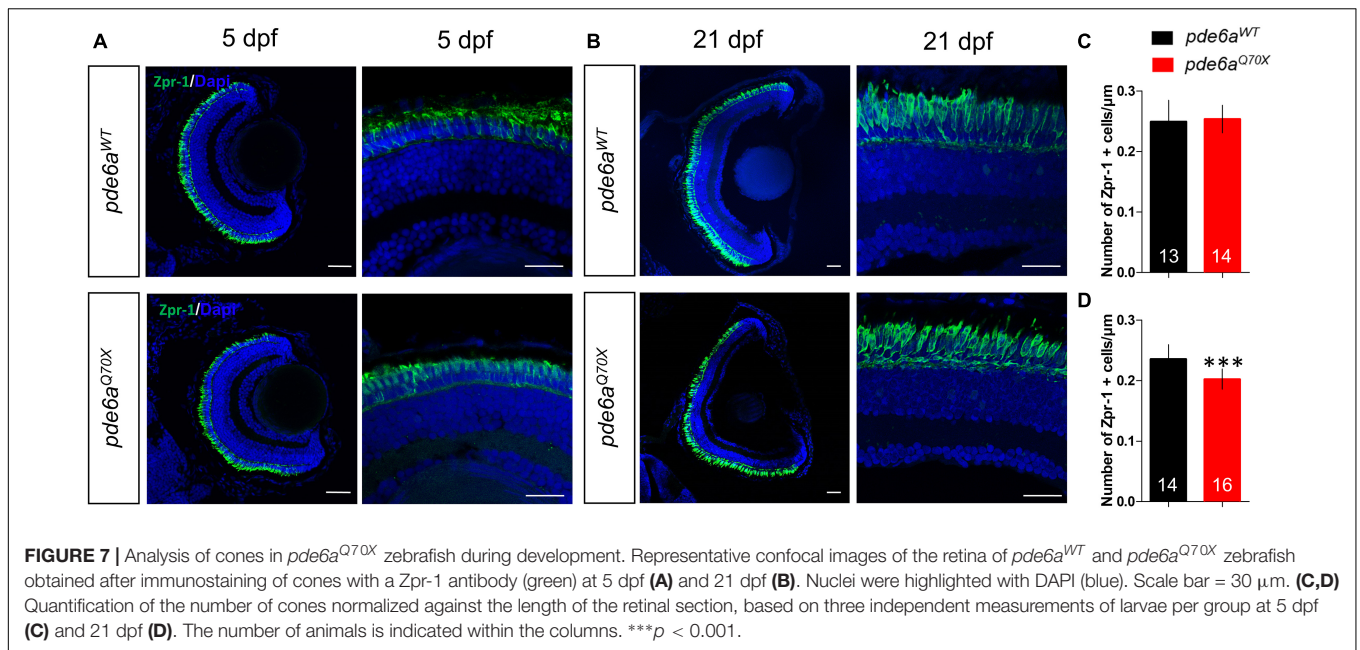 A 5 dpf 5 dpf B 21 dpf 21 dpf C
pde6aWT
pde6aQ70X
pde6aWT
Zpr-1/Dapi
pde6aWT
0.3
0.2
0.1
0.0
Number of Zpr-1 + cells/μm
13 14
pde6aQ70X
Zpr-1/Dapi
pde6aQ70X
D
0.3
0.2
0.1
0.0
Number of Zpr-1 + cells/μm
***
14 16
FIGURE 7 | Analysis of cones in pde6aQ70X zebrafish during development. Representative confocal images of the retina of pde6aWT and pde6aQ70X zebrafish
obtained after immunostaining of cones with a Zpr-1 antibody (green) at 5 dpf (A) and 21 dpf (B). Nuclei were highlighted with DAPI (blue). Scale bar = 30 μm. (C,D)
Quantification of the number of cones normalized against the length of the retinal section, based on three independent measurements of larvae per group at 5 dpf
(C) and 21 dpf (D). The number of animals is indicated within the columns. ***p < 0.001.